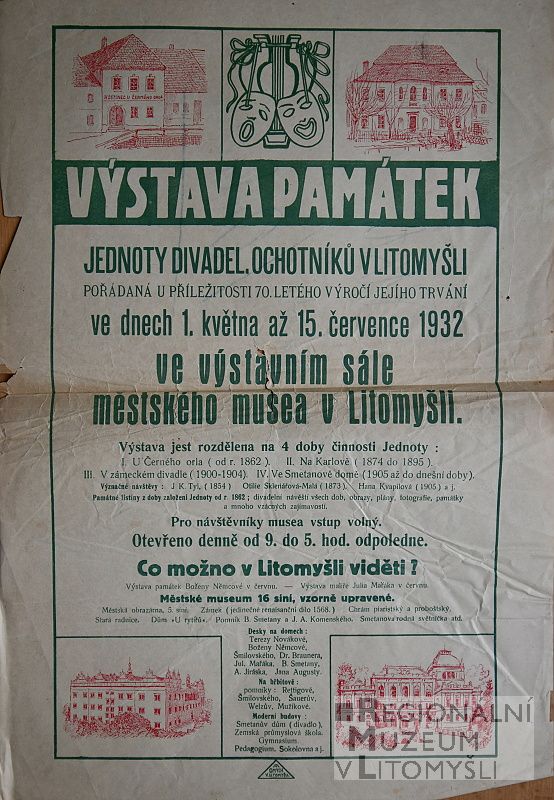 HOSTINEC U ČERNÉHO ORLA
VÝSTAVA PAMÁTEK
JEDNOTY DIVADEL. OCHOTNÍKŮ V LITOMYŠLI
POŘÁDANÁ U PŘÍLEŽITOSTI 70. LETÉHO VÝROČÍ JEJÍHO TRVÁNÍ
ve dnech 1. května až 15. července 1932
ve výstavním sále
městského musea v Litomyšli.
Výstava jest rozdělena na 4 doby činnosti Jednoty :
I. U Černého orla ( od r. 1862 ). II. Na Karlově ( 1874 do 1895 ).
III. V zámeckém divadle (1900-1904). IV. Ve Smetanově domě (1905 až do dnešní doby).
Význačné návštěvy : J. K. Tyl, (1854) Otilie Sklenářová-Malá (1873). Hana Kvapilová (1905) a j.
Památné listiny z doby založení Jednoty od r. 1862 ; divadelní návěští všech dob, obrazy, plány, fotografie, památky
a mnoho vzácných zajímavostí.
Pro návštěvníky musea vstup volný.
Otevřeno denně od 9. do 5. hod. odpoledne.
Co možno v Litomyšli viděti ?
Výstava památek Boženy Němcové v červnu. — Výstava malíře Julia Mařáka v červnu.
Městské museum 16 síní, vzorně upravené.
Městská obrazárna, 5. síní. Zámek ( jedinečné renaisanční dílo 1568.) Chrám piaristický a proboštský.
Stará radnice. Dům »U rytířů«. Pomník B. Smetany a J. A. Komenského. Smetanova rodná světnička atd.
Desky na domech :
Terezy Novákové,
Boženy Němcové,
Šmilovského, Dr. Braunera,
Jul. Mařáka, B. Smetany,
A. Jiráska, Jana Augusty.
Na hřbitově :
pomníky : Rettigové,
Šmilovského, Šauerův,
Welzův, Mužíkové.
Moderní budovy :
Smetanův dům ( divadlo ),
Zemská průmyslová škola.
Gymnasium.
Pedagogium. Sokolovna a j.
REGIONÁLNÍ
MUZEUM
V LITOMYŠLI